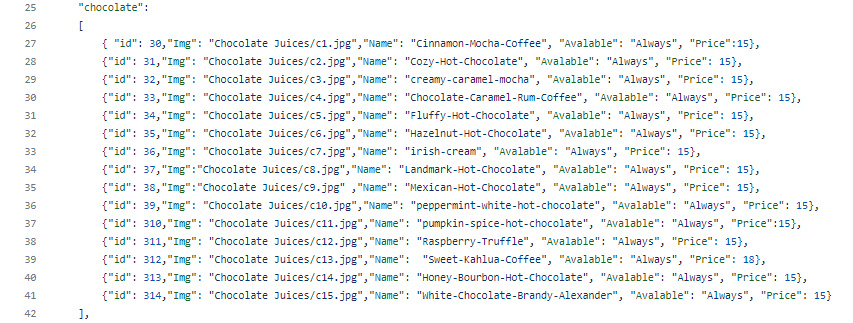 25 "chocolate":
26 [
27 { "id": 30,"Img": "Chocolate Juices/c1.jpg","Name": "Cinnamon-Mocha-Coffee", "Avalable": "Always", "Price":15},
28 {"id": 31,"Img": "Chocolate Juices/c2.jpg","Name": "Cozy-Hot-Chocolate", "Avalable": "Always", "Price": 15},
29 {"id": 32,"Img": "Chocolate Juices/c3.jpg","Name": "creamy-caramel-mocha", "Avalable": "Always", "Price": 15},
30 {"id": 33,"Img": "Chocolate Juices/c4.jpg","Name": "Chocolate-Caramel-Rum-Coffee", "Avalable": "Always", "Price": 15},
31 {"id": 34,"Img": "Chocolate Juices/c5.jpg","Name": "Fluffy-Hot-Chocolate", "Avalable": "Always", "Price": 15},
32 {"id": 35,"Img": "Chocolate Juices/c6.jpg","Name": "Hazelnut-Hot-Chocolate", "Avalable": "Always", "Price": 15},
33 {"id": 36,"Img": "Chocolate Juices/c7.jpg","Name": "irish-cream", "Avalable": "Always", "Price": 15},
34 {"id": 37,"Img":"Chocolate Juices/c8.jpg","Name": "Landmark-Hot-Chocolate", "Avalable": "Always", "Price": 15},
35 {"id": 38,"Img":"Chocolate Juices/c9.jpg" ,"Name": "Mexican-Hot-Chocolate", "Avalable": "Always", "Price": 15},
36 {"id": 39,"Img": "Chocolate Juices/c10.jpg","Name": "peppermint-white-hot-chocolate", "Avalable": "Always", "Price": 15},
37 {"id": 310,"Img": "Chocolate Juices/c11.jpg","Name": "pumpkin-spice-hot-chocolate", "Avalable": "Always", "Price":15},
38 {"id": 311,"Img": "Chocolate Juices/c12.jpg","Name": "Raspberry-Truffle", "Avalable": "Always", "Price": 15},
39 {"id": 312,"Img": "Chocolate Juices/c13.jpg","Name":  "Sweet-Kahlua-Coffee", "Avalable": "Always", "Price": 18},
40 {"id": 313,"Img": "Chocolate Juices/c14.jpg","Name": "Honey-Bourbon-Hot-Chocolate", "Avalable": "Always", "Price": 15},
41 {"id": 314,"Img": "Chocolate Juices/c15.jpg","Name": "White-Chocolate-Brandy-Alexander", "Avalable": "Always", "Price": 15}
42 ],